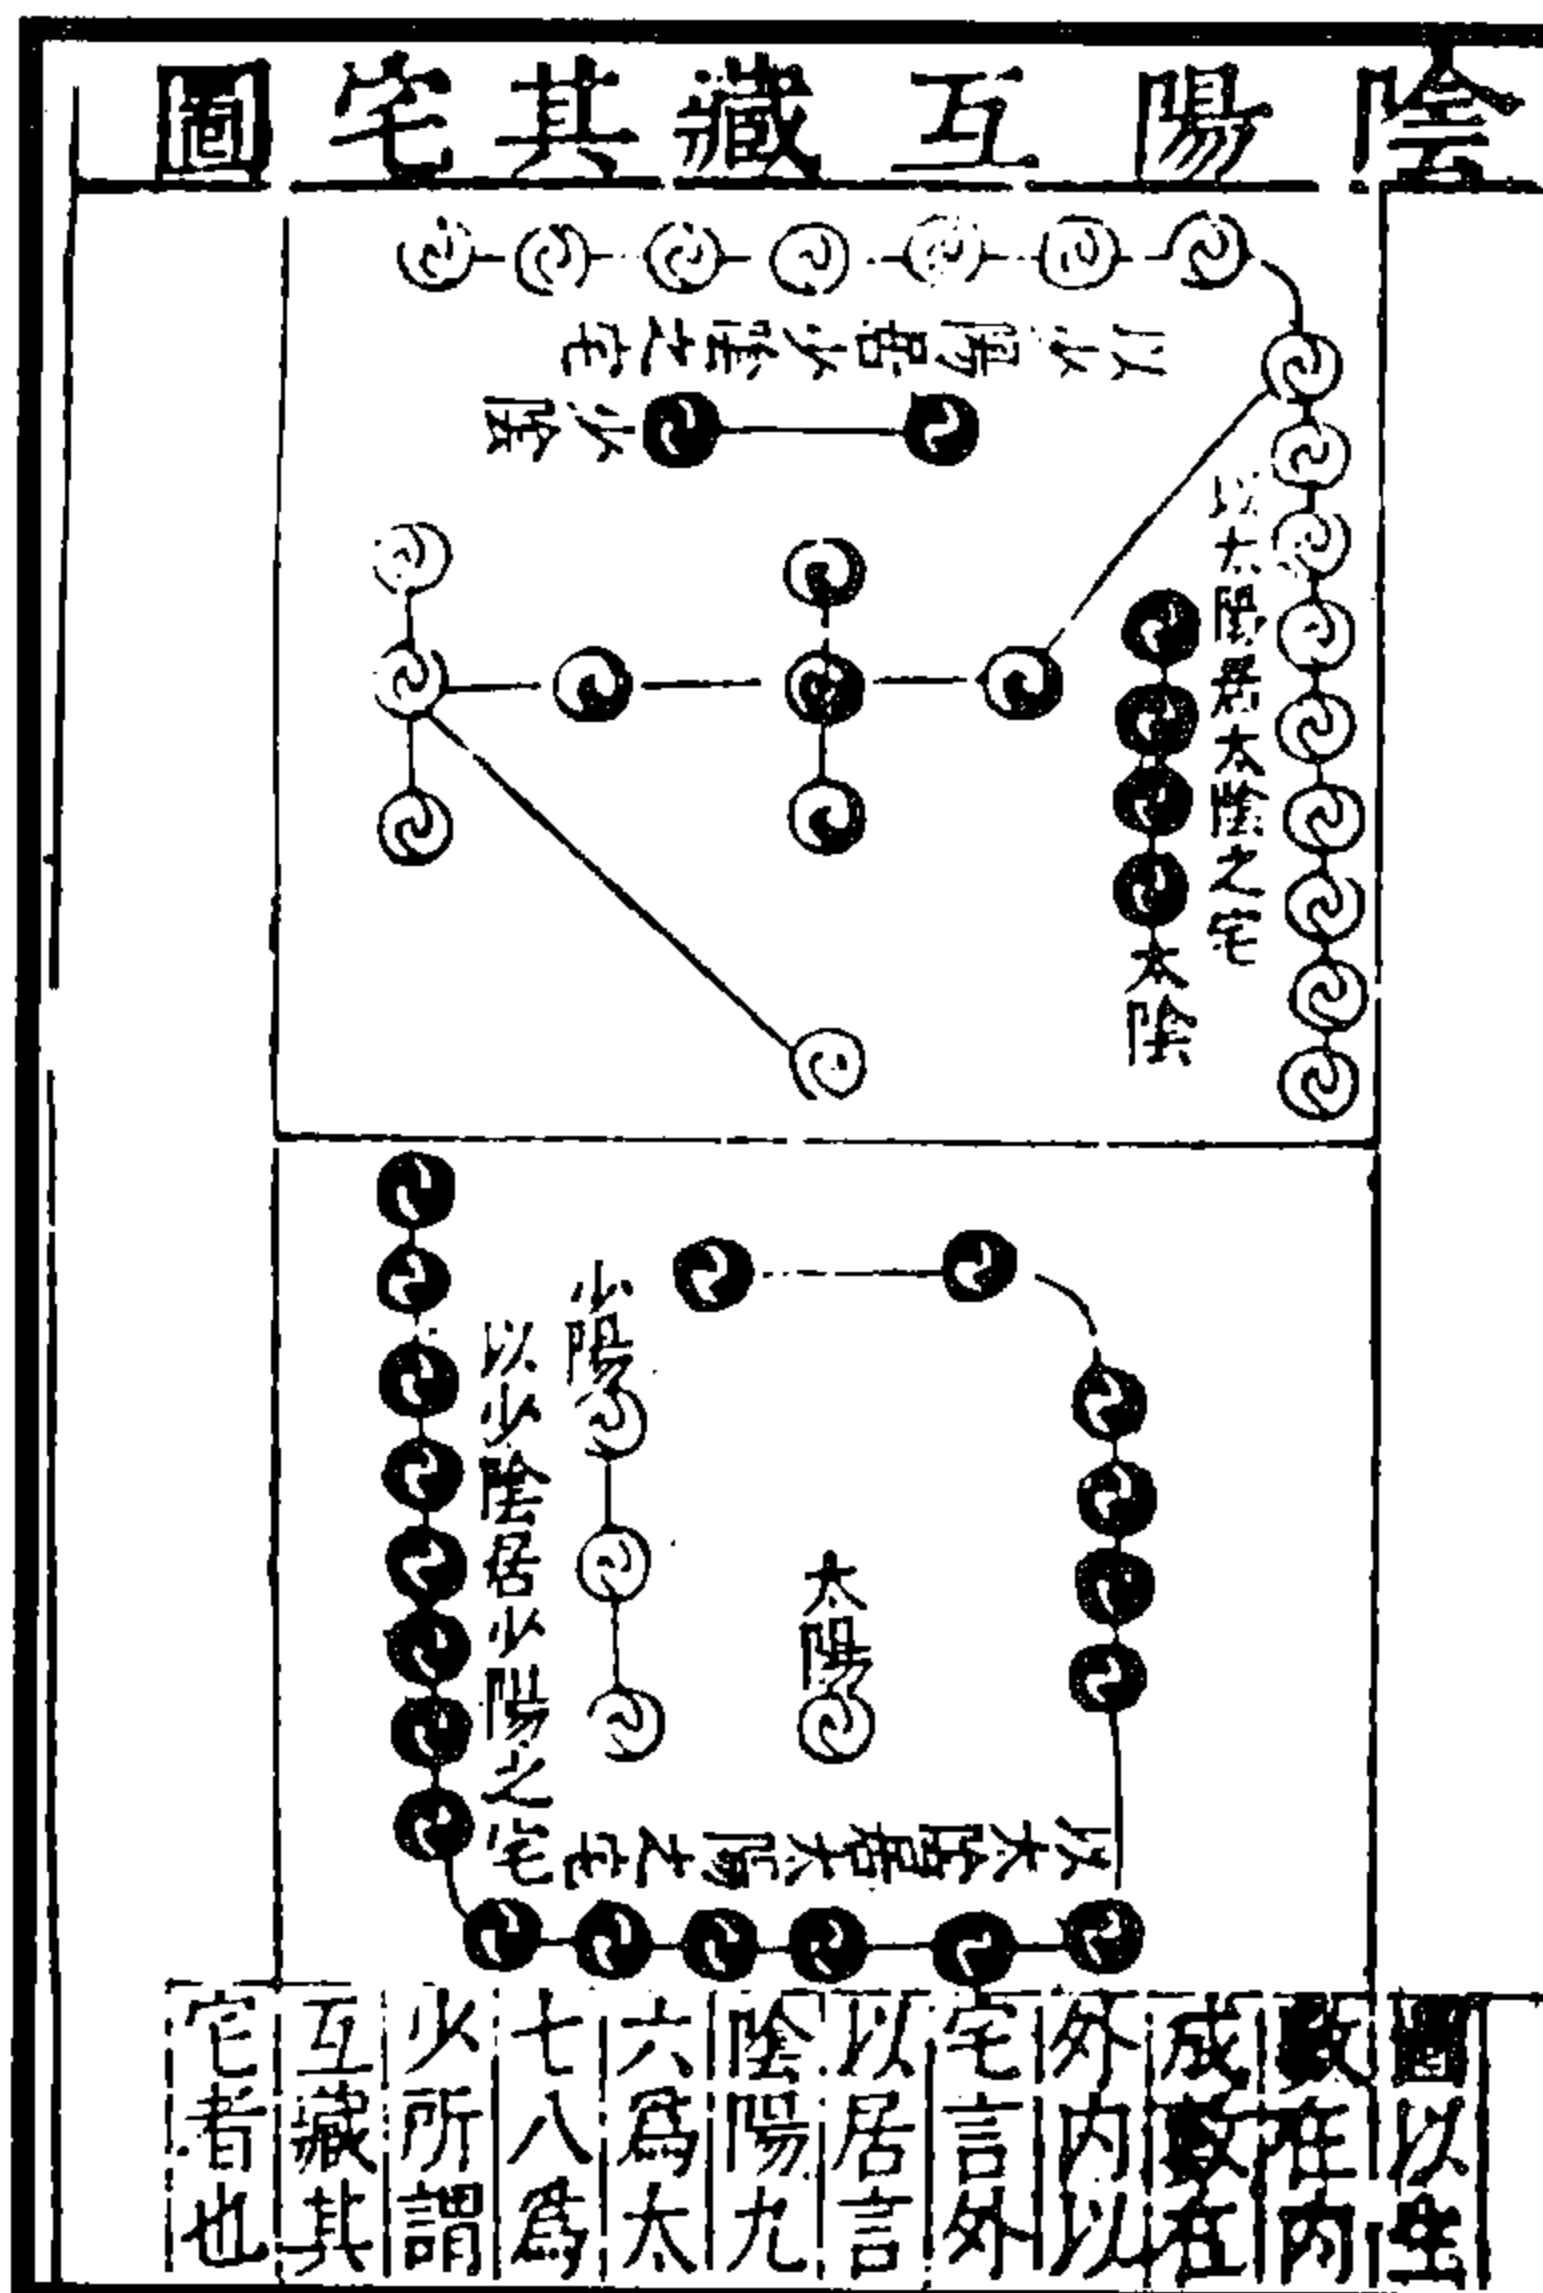 陰陽互藏其宅圖
以少陽居少陰之宅
少陰
以太陽居太陰之宅
太陰
少陽
以少陰居少陽之宅
太陽
以太陰居太陽之宅
圖以生
數在内
成數在
外内以
宅言外
以居言
陰陽九
六爲太
七八爲
少所謂
互藏其
宅者也